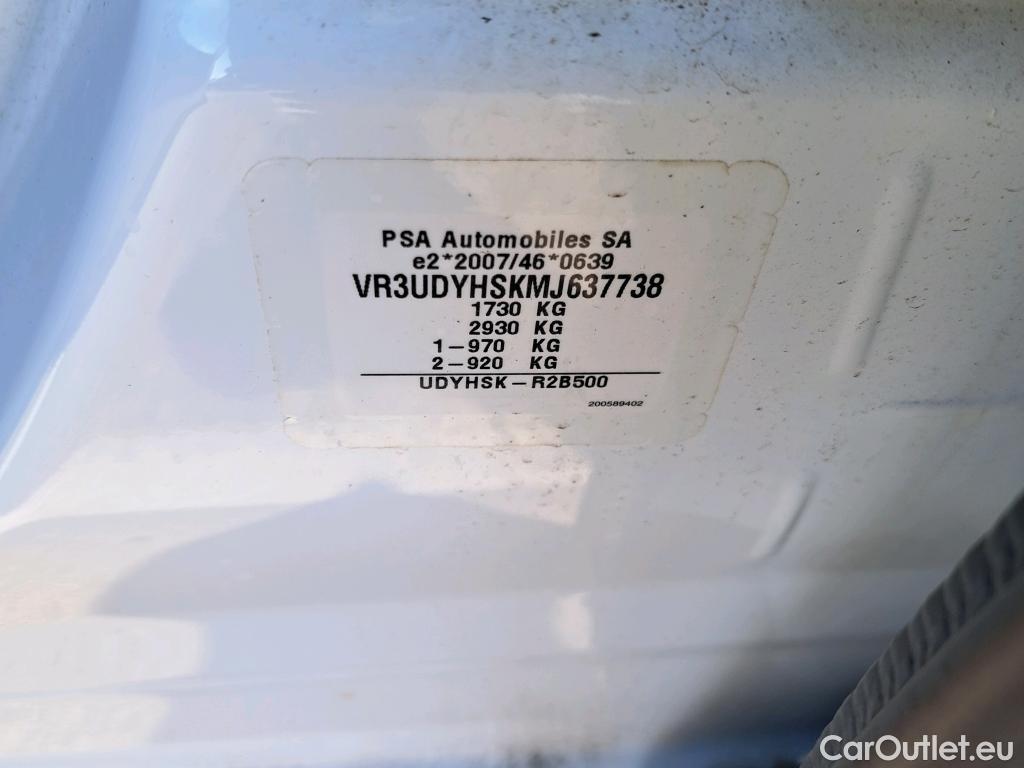 PSA Automobiles SA
e2*2007/46*0639
VR3UDYHSKMJ637738
1730 KG
2930 KG
1-970 KG
2-920 KG
UDYHSK-R2B500
200589402
CarOutlet.eu